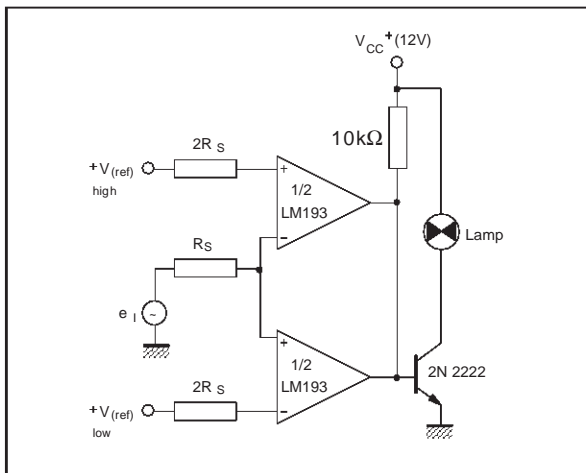 V CC + (12V)
2R S
10kΩ
+V(ref)
high
+
1/2
LM193
−
Lamp
R S
e I
~
+
1/2
LM193
−
2N 2222
2R S
+V(ref)
low